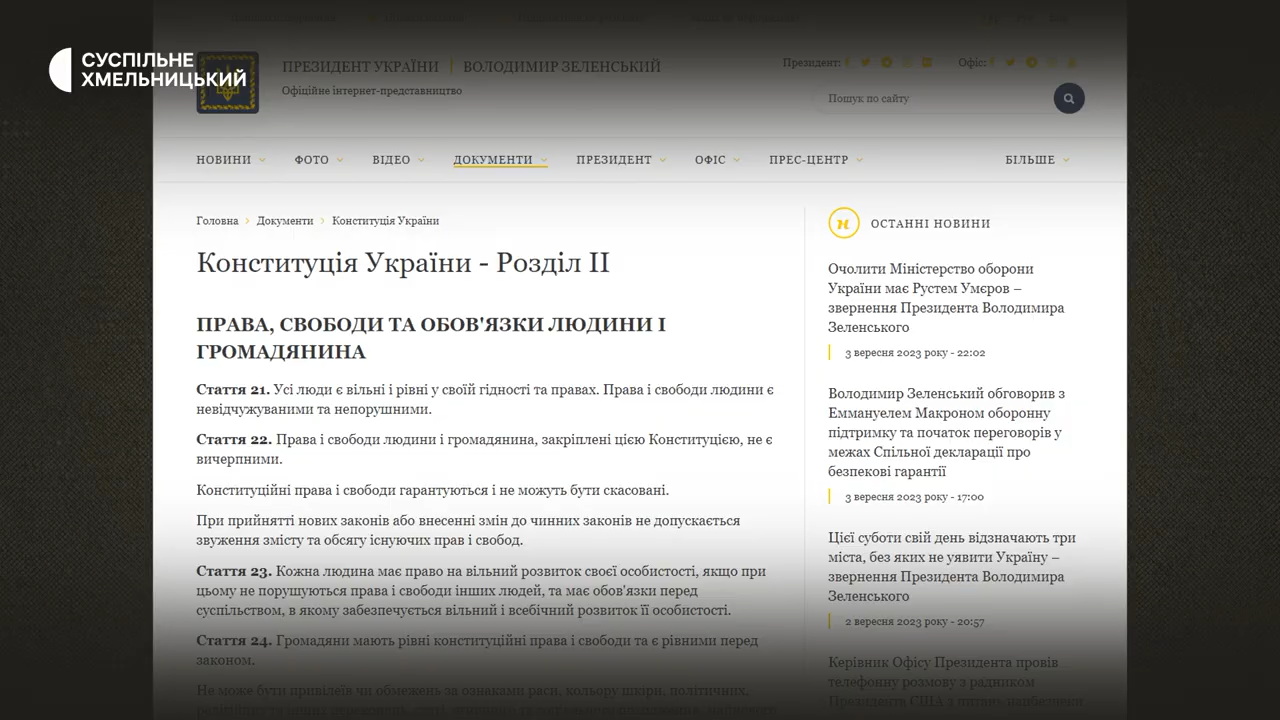 СУСПІЛЬНЕ
ХМЕЛЬНИЦЬКИЙ
ПРЕЗИДЕНТ УКРАЇНИ
ВОЛОДИМИР ЗЕЛЕНСЬКИЙ
Офіційне інтернет-представництво
Президент:
Офіс:
Пошук по сайту
НОВИНИ
ФОТО
ВІДЕО
ДОКУМЕНТИ
ПРЕЗИДЕНТ
ОФІС
ПРЕС-ЦЕНТР
БІЛЬШЕ
Головна
Документи
Конституція України
Конституція України - Розділ II
ПРАВА, СВОБОДИ ТА ОБОВ'ЯЗКИ ЛЮДИНИ І
ГРОМАДЯНИНА
Стаття 21. Усі люди є вільні і рівні у своїй гідності та правах. Права і свободи людини є
невідчужуваними та непорушними.
Стаття 22. Права і свободи людини і громадянина, закріплені цією Конституцією, не є
вичерпними.
Конституційні права і свободи гарантуються і не можуть бути скасовані.
При прийнятті нових законів або внесенні змін до чинних законів не допускається
звуження змісту та обсягу існуючих прав і свобод.
Стаття 23. Кожна людина має право на вільний розвиток своєї особистості, якщо при
цьому не порушуються права і свободи інших людей, та має обов'язки перед
суспільством, в якому забезпечується вільний і всебічний розвиток її особистості.
Стаття 24. Громадяни мають рівні конституційні права і свободи та є рівними перед
законом.
Не може бути привілеїв чи обмежень за ознаками раси, кольору шкіри, політичних,
ОСТАННІ НОВИНИ
Очолити Міністерство оборони
України має Рустем Умєров –
звернення Президента Володимира
Зеленського
3 вересня 2023 року - 22:02
Володимир Зеленський обговорив з
Еммануелем Макроном оборонну
підтримку та початок переговорів у
межах Спільної декларації про
безпекові гарантії
3 вересня 2023 року - 17:00
Цієї суботи свій день відзначають три
міста, без яких не уявити Україну –
звернення Президента Володимира
Зеленського
2 вересня 2023 року - 20:57
Керівник Офісу Президента провів
телефонну розмову з радником
Президента США з питань нацбезпеки